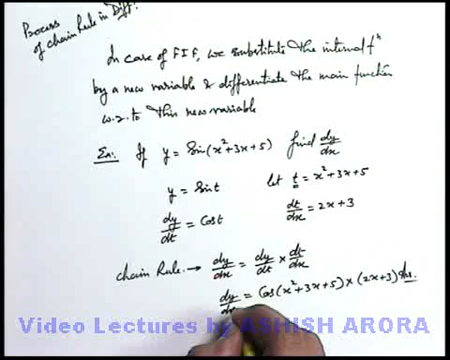 Process
of chain Rule in Diff.
In case of FIF, we substitute the internal fⁿ
by a new variable & differentiate the main function
w.r. to this new variable
Ex: If y = Sin(x²+3x+5) find dy/dx
y = Sint let t = x²+3x+5
dy/dt = Cost dt/dx = 2x+3
chain Rule → dy/dx = dy/dt × dt/dx
dy/dx = Cos(x²+3x+5) × (2x+3) Ans.
Video Lectures by ASHISH ARORA